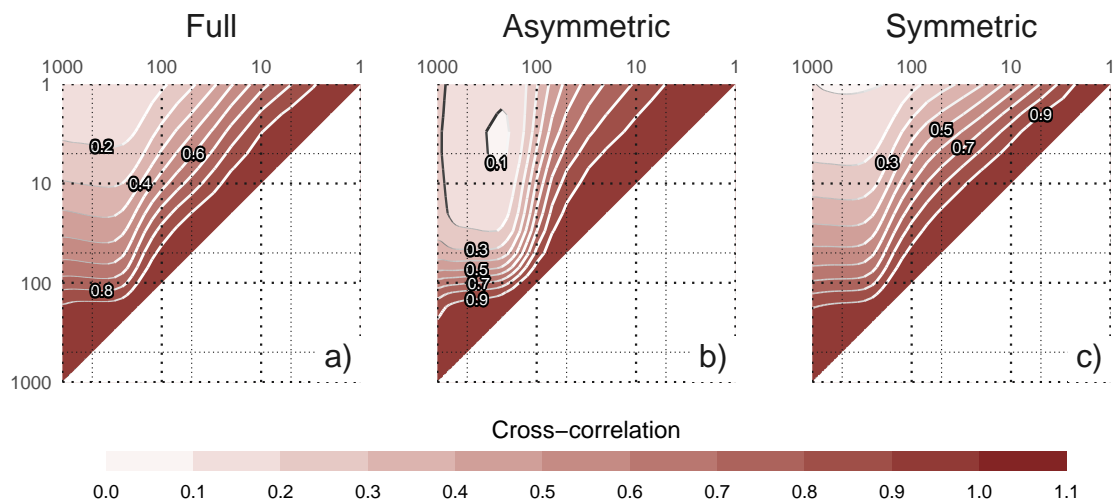 Full Asymmetric Symmetric
1000 100 10 1 1000 100 10 1 1000 100 10 1
1
0.2 0.6 0.1 0.5 0.9
0.4 0.3 0.7
10
0.3
0.5
0.8 0.7
100
0.9
a) b) c)
1000
Cross−correlation
0.0 0.1 0.2 0.3 0.4 0.5 0.6 0.7 0.8 0.9 1.0 1.1